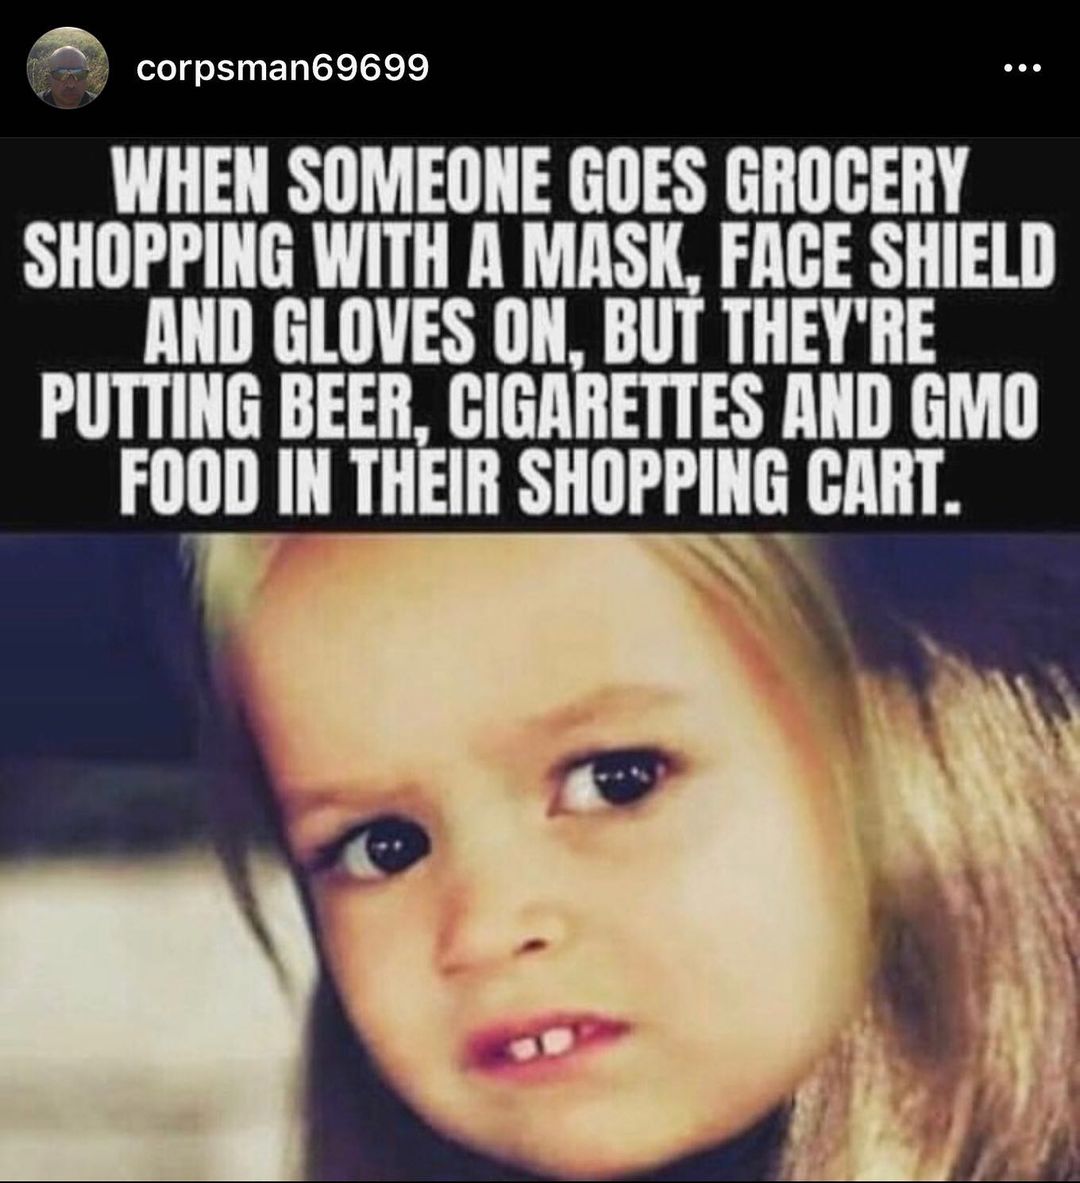 corpsman69699
WHEN SOMEONE GOES GROCERY
SHOPPING WITH A MASK, FACE SHIELD
AND GLOVES ON, BUT THEY'RE
PUTTING BEER, CIGARETTES AND GMO
FOOD IN THEIR SHOPPING CART.